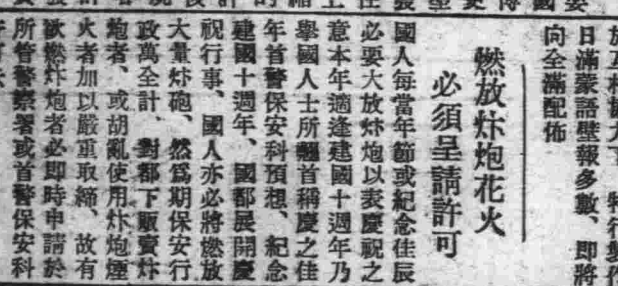 特行製作
日滿蒙語壁報多數、即將
向全滿配佈
燃放炸炮花火
必須呈請許可
國人每當年節或紀念佳辰
必要大放炸炮以表慶祝之
意本年適逢建國十週年乃
舉國人士所翹首稱慶之佳
年首警保安科預想、紀念
建國十週年、國都展開慶
祝行事、國人亦必將燃放
大量炸砲、然爲期保安行
政萬全計、對都下販賣炸
炮者、或胡亂使用炸炮煙
火者加以嚴重取締、故有
欲燃炸炮者必即時申請於
所管警察署或首警保安科